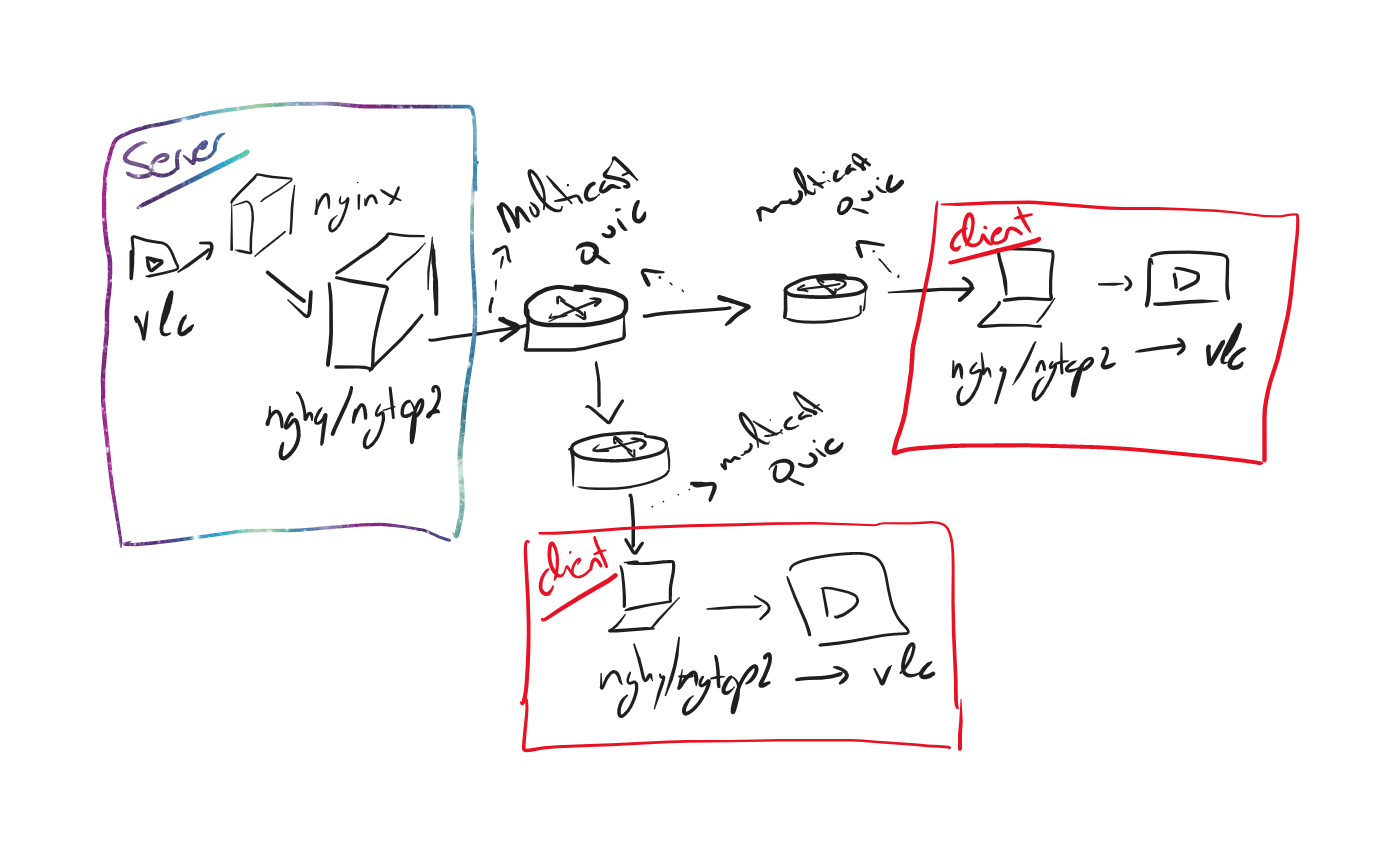 Server
nginx
vlc
nghq/ngtcp2
Multicast
Quic
multicast
Quic
client
nghq/ngtcp2 → vlc
multicast
Quic
client
nghq/ngtcp2 → vlc